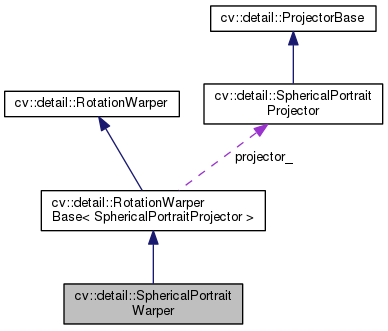 cv::detail::ProjectorBase
cv::detail::RotationWarper
cv::detail::SphericalPortrait
Projector
projector_
cv::detail::RotationWarper
Base< SphericalPortraitProjector >
cv::detail::SphericalPortrait
Warper